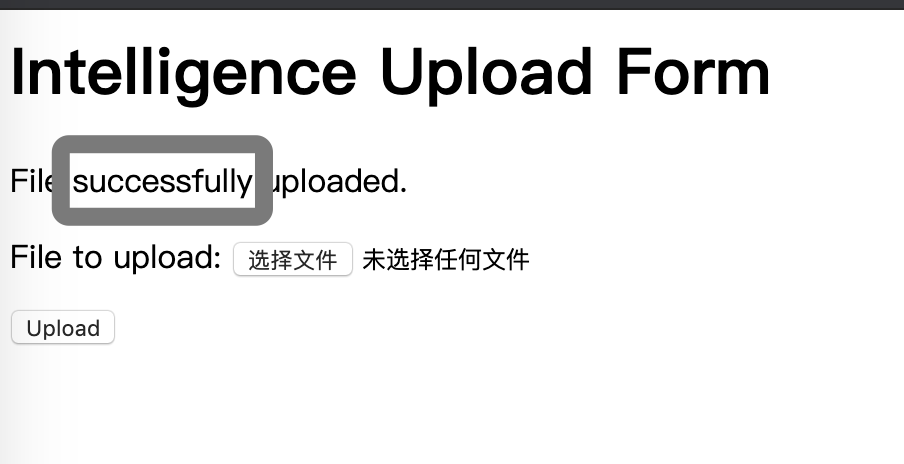 Intelligence Upload Form
File successfully uploaded.
File to upload: 选择文件 未选择任何文件
Upload